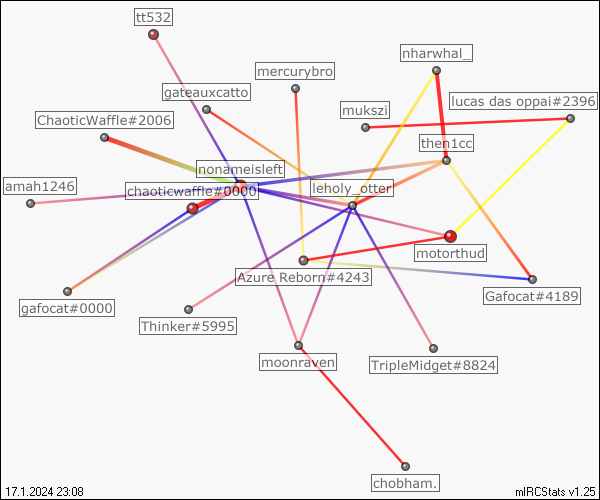 tt532
nharwhal_
mercurybro
gateauxcatto
lucas das oppai#2396
mukszi
ChaoticWaffle#2006
then1cc
nonameisleft
amah1246
chaoticwaffle#0000
leholy_otter
motorthud
Azure Reborn#4243
Gafocat#4189
gafocat#0000
Thinker#5995
moonraven
TripleMidget#8824
chobham.
17.1.2024 23:08
mIRCStats v1.25